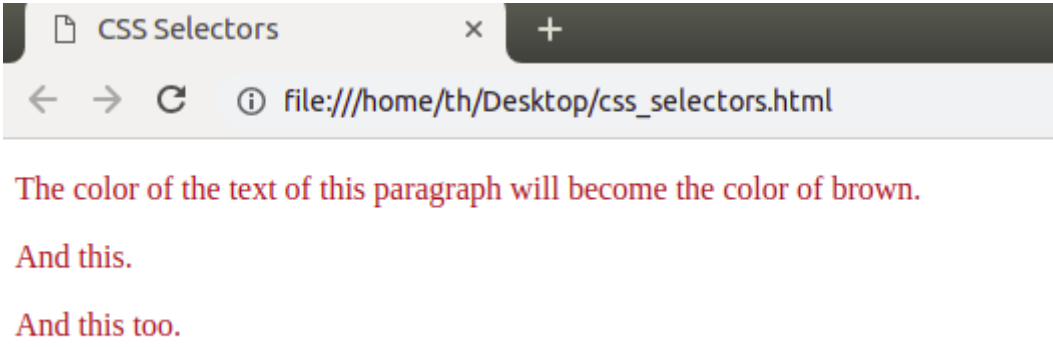 CSS Selectors
file:///home/th/Desktop/css_selectors.html
The color of the text of this paragraph will become the color of brown.
And this.
And this too.